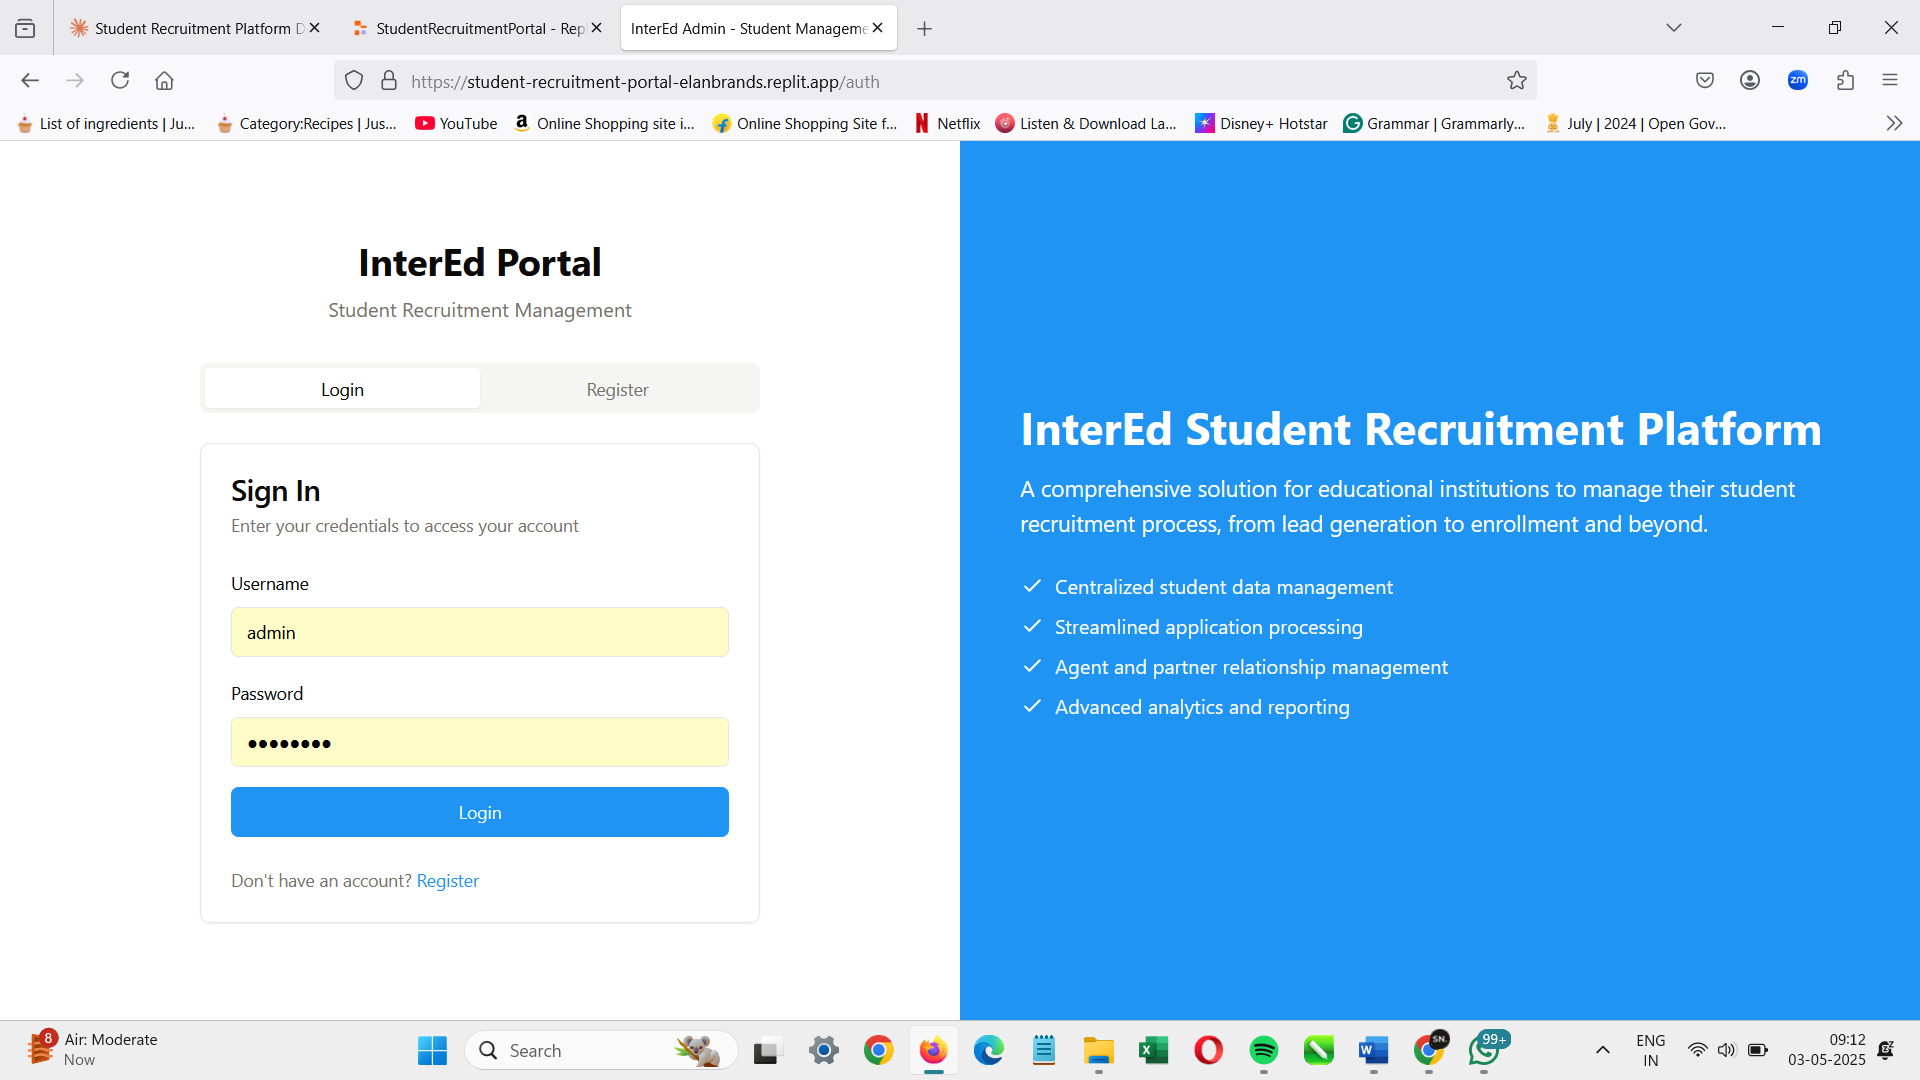 Student Recruitment Platform D
StudentRecruitmentPortal - Rep
InterEd Admin - Student Manageme
https://student-recruitment-portal-elanbrands.replit.app/auth
zm
List of ingredients | Ju...
Category:Recipes | Jus...
YouTube
Online Shopping site i...
Online Shopping Site f...
Netflix
Listen & Download La...
Disney+ Hotstar
Grammar | Grammarly...
July | 2024 | Open Gov...
InterEd Portal
Student Recruitment Management
Login
Register
Sign In
Enter your credentials to access your account
Username
admin
Password
Login
Don't have an account? Register
InterEd Student Recruitment Platform
A comprehensive solution for educational institutions to manage their student
recruitment process, from lead generation to enrollment and beyond.
Centralized student data management
Streamlined application processing
Agent and partner relationship management
Advanced analytics and reporting
8
Air: Moderate
Now
Search
SN.
99+
ENG
IN
09:12
03-05-2025